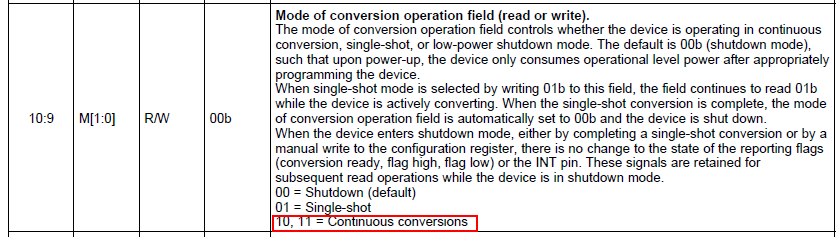 Mode of conversion operation field (read or write).
The mode of conversion operation field controls whether the device is operating in continuous
conversion, single-shot, or low-power shutdown mode. The default is 00b (shutdown mode),
such that upon power-up, the device only consumes operational level power after appropriately
programming the device.
When single-shot mode is selected by writing 01b to this field, the field continues to read 01b
while the device is actively converting. When the single-shot conversion is complete, the mode
10:9 M[1:0] R/W 00b of conversion operation field is automatically set to 00b and the device is shut down.
When the device enters shutdown mode, either by completing a single-shot conversion or by a
manual write to the configuration register, there is no change to the state of the reporting flags
(conversion ready, flag high, flag low) or the INT pin. These signals are retained for
subsequent read operations while the device is in shutdown mode.
00 = Shutdown (default)
01 = Single-shot
10, 11 = Continuous conversions